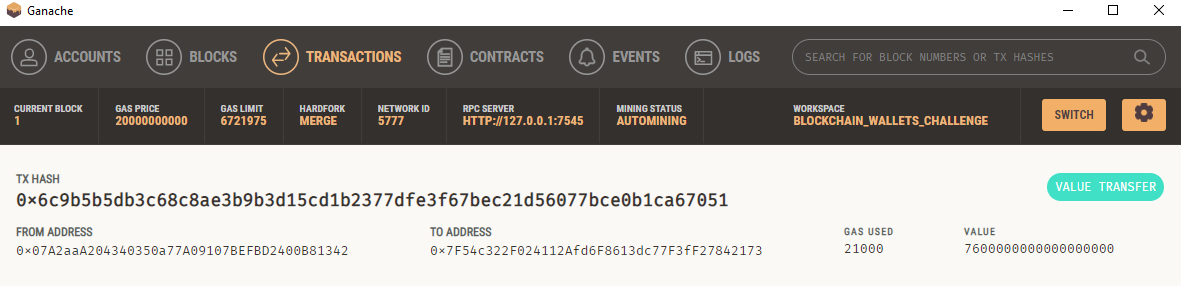 Ganache
ACCOUNTS BLOCKS TRANSACTIONS CONTRACTS EVENTS LOGS SEARCH FOR BLOCK NUMBERS OR TX HASHES
CURRENT BLOCK GAS PRICE GAS LIMIT HARDFORK NETWORK ID RPC SERVER MINING STATUS WORKSPACE
1 20000000000 6721975 MERGE 5777 HTTP://127.0.0.1:7545 AUTOMINING BLOCKCHAIN_WALLETS_CHALLENGE SWITCH
TX HASH
0×6c9b5b5db3c68c8ae3b9b3d15cd1b2377dfe3f67bec21d56077bce0b1ca67051 VALUE TRANSFER
FROM ADDRESS TO ADDRESS GAS USED VALUE
0×07A2aaA204340350a77A09107BEFBD2400B81342 0×7F54c322F024112Afd6F8613dc77F3fF27842173 21000 7600000000000000000